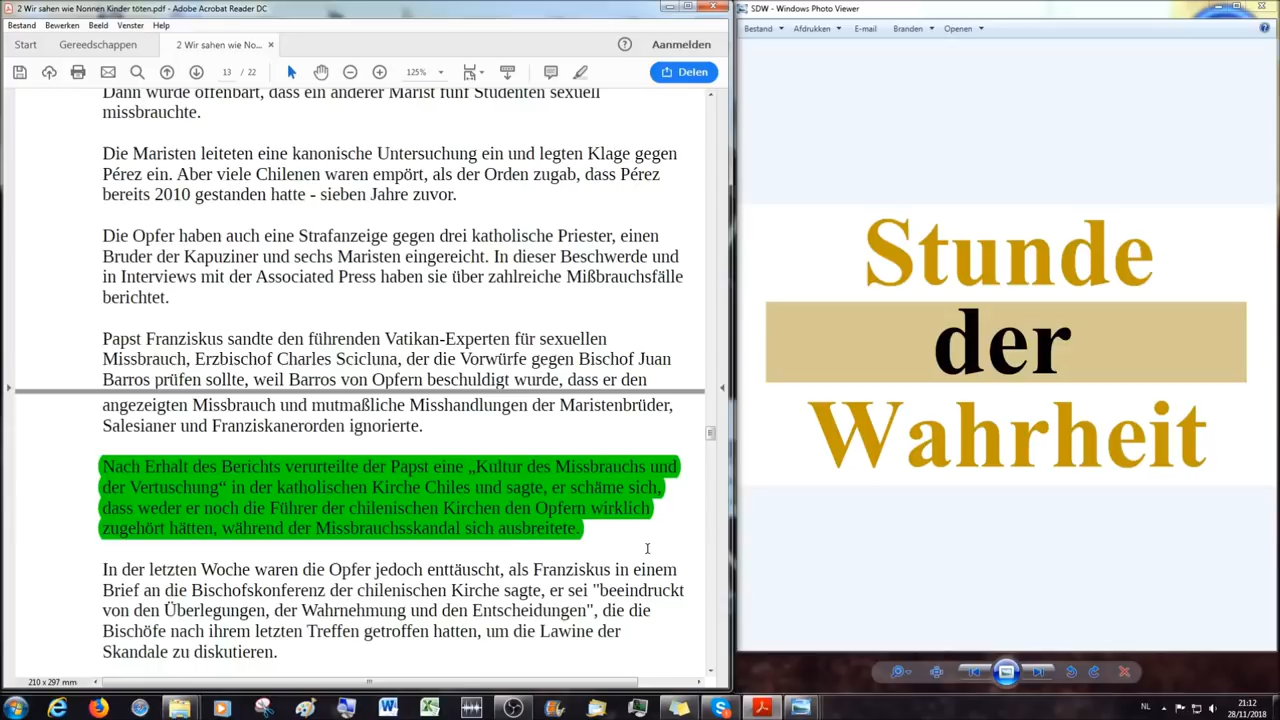 2 Wir sahen wie Nonnen Kinder töten.pdf - Adobe Acrobat Reader DC
Bestand Bewerken Beeld Venster Help
Start Gereedschappen 2 Wir sahen wie No... × Aanmelden
13 / 22 125% Delen
Dann wurde offenbart, dass ein anderer Marist fünf Studenten sexuell
missbrauchte.
Die Maristen leiteten eine kanonische Untersuchung ein und legten Klage gegen
Pérez ein. Aber viele Chilenen waren empört, als der Orden zugab, dass Pérez
bereits 2010 gestanden hatte - sieben Jahre zuvor.
Die Opfer haben auch eine Strafanzeige gegen drei katholische Priester, einen
Bruder der Kapuziner und sechs Maristen eingereicht. In dieser Beschwerde und
in Interviews mit der Associated Press haben sie über zahlreiche Mißbrauchsfälle
berichtet.
Papst Franziskus sandte den führenden Vatikan-Experten für sexuellen
Missbrauch, Erzbischof Charles Scicluna, der die Vorwürfe gegen Bischof Juan
Barros prüfen sollte, weil Barros von Opfern beschuldigt wurde, dass er den
angezeigten Missbrauch und mutmaßliche Misshandlungen der Maristenbrüder,
Salesianer und Franziskanerorden ignorierte.
Nach Erhalt des Berichts verurteilte der Papst eine „Kultur des Missbrauchs und
der Vertuschung“ in der katholischen Kirche Chiles und sagte, er schäme sich,
dass weder er noch die Führer der chilenischen Kirchen den Opfern wirklich
zugehört hätten, während der Missbrauchsskandal sich ausbreitete.
In der letzten Woche waren die Opfer jedoch enttäuscht, als Franziskus in einem
Brief an die Bischofskonferenz der chilenischen Kirche sagte, er sei "beeindruckt
von den Überlegungen, der Wahrnehmung und den Entscheidungen", die die
Bischöfe nach ihrem letzten Treffen getroffen hatten, um die Lawine der
Skandale zu diskutieren.
210 x 297 mm
SDW - Windows Photo Viewer
Bestand Afdrukken E-mail Branden Openen
Stunde
der
Wahrheit
NL 21:12
28/11/2018